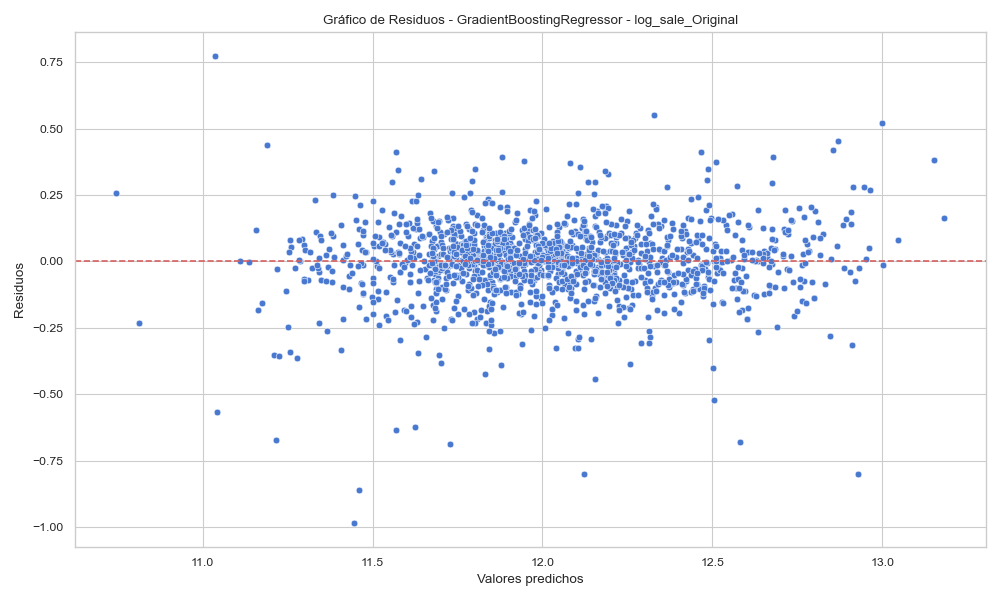 Gráfico de Residuos - GradientBoostingRegressor - log_sale_Original
0.75
0.50
0.25
0.00
−0.25
−0.50
−0.75
−1.00
Residuos
11.0 11.5 12.0 12.5 13.0
Valores predichos